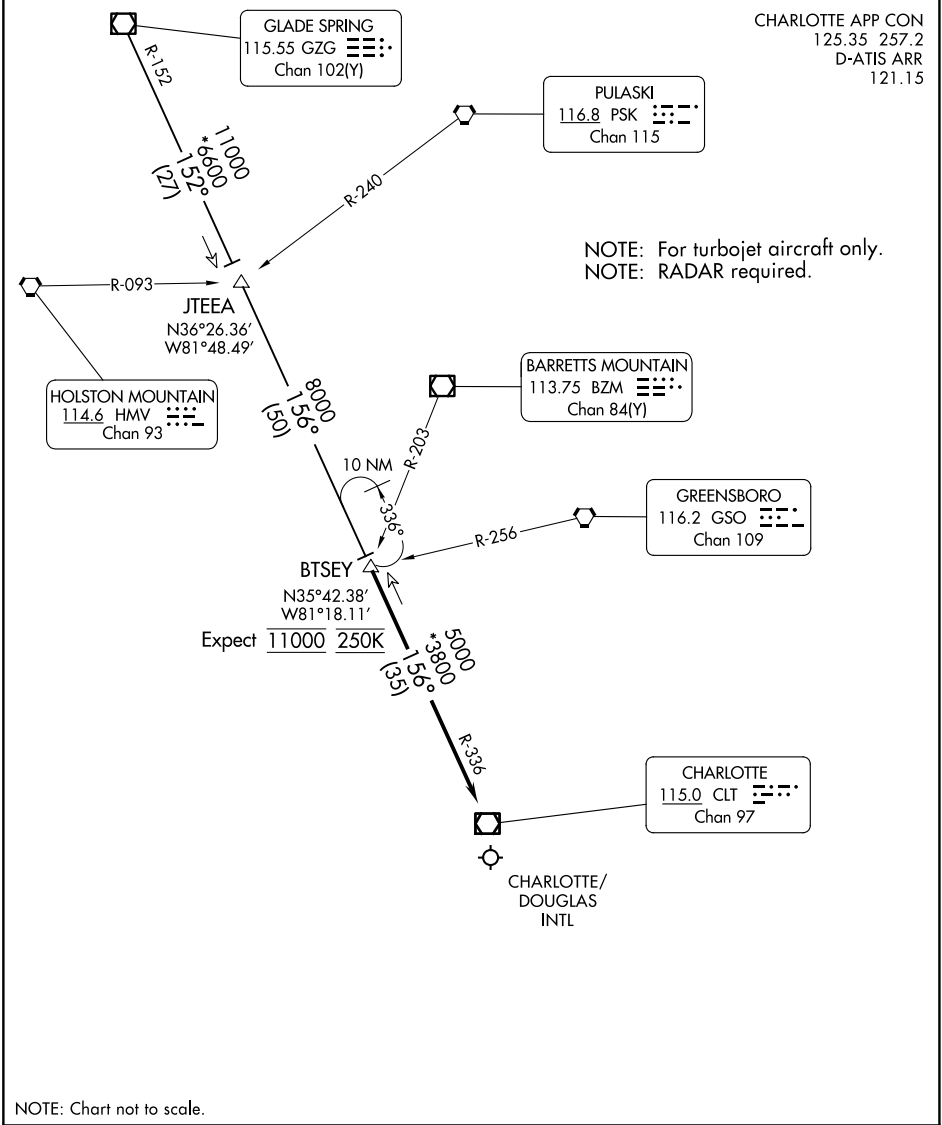 CHARLOTTE APP CON
125.35 257.2
D-ATIS ARR
121.15
GLADE SPRING
115.55 GZG
Chan 102(Y)
R-152
PULASKI
116.8 PSK
Chan 115
11000
*6600
152°
(27)
R-240
NOTE: For turbojet aircraft only.
NOTE: RADAR required.
R-093
JTEEA
N36°26.36'
W81°48.49'
HOLSTON MOUNTAIN
114.6 HMV
Chan 93
BARRETTS MOUNTAIN
113.75 BZM
Chan 84(Y)
8000
156°
(50)
R-203
10 NM
336°
GREENSBORO
116.2 GSO
Chan 109
R-256
BTSEY
N35°42.38'
W81°18.11'
Expect 11000 250K
5000
*3800
156°
(35)
R-336
CHARLOTTE
115.0 CLT
Chan 97
CHARLOTTE/
DOUGLAS
INTL
NOTE: Chart not to scale.